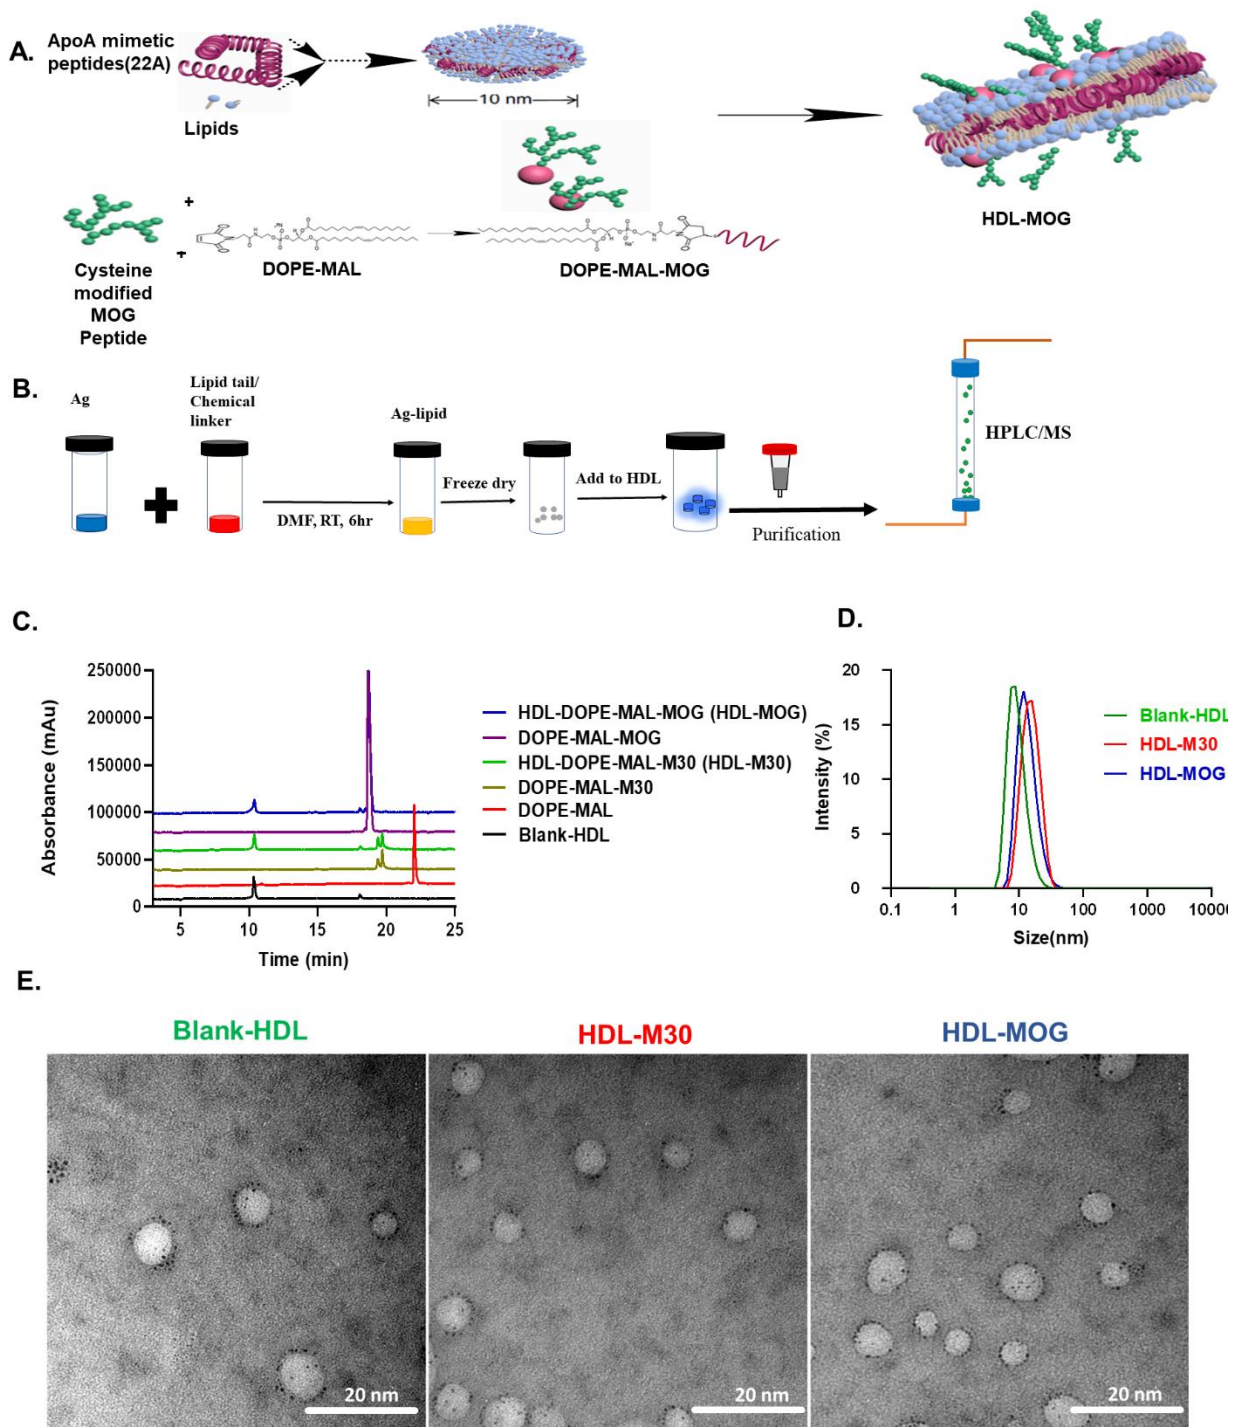 A.
ApoA mimetic
peptides(22A)
Lipids
10 nm
+
+
Cysteine
modified
MOG
Peptide
DOPE-MAL
DOPE-MAL-MOG
HDL-MOG
B.
Ag
Lipid tail/
Chemical
linker
DMF, RT, 6hr
Ag-lipid
Freeze dry
Add to HDL
Purification
HPLC/MS
C.
Absorbance (mAu)
250000
200000
150000
100000
50000
0
5
10
15
20
25
Time (min)
HDL-DOPE-MAL-MOG (HDL-MOG)
DOPE-MAL-MOG
HDL-DOPE-MAL-M30 (HDL-M30)
DOPE-MAL-M30
DOPE-MAL
Blank-HDL
D.
Intensity (%)
20
15
10
5
0
0.1
1
10
100
1000
10000
Size(nm)
Blank-HDL
HDL-M30
HDL-MOG
E.
Blank-HDL
HDL-M30
HDL-MOG
20 nm
20 nm
20 nm